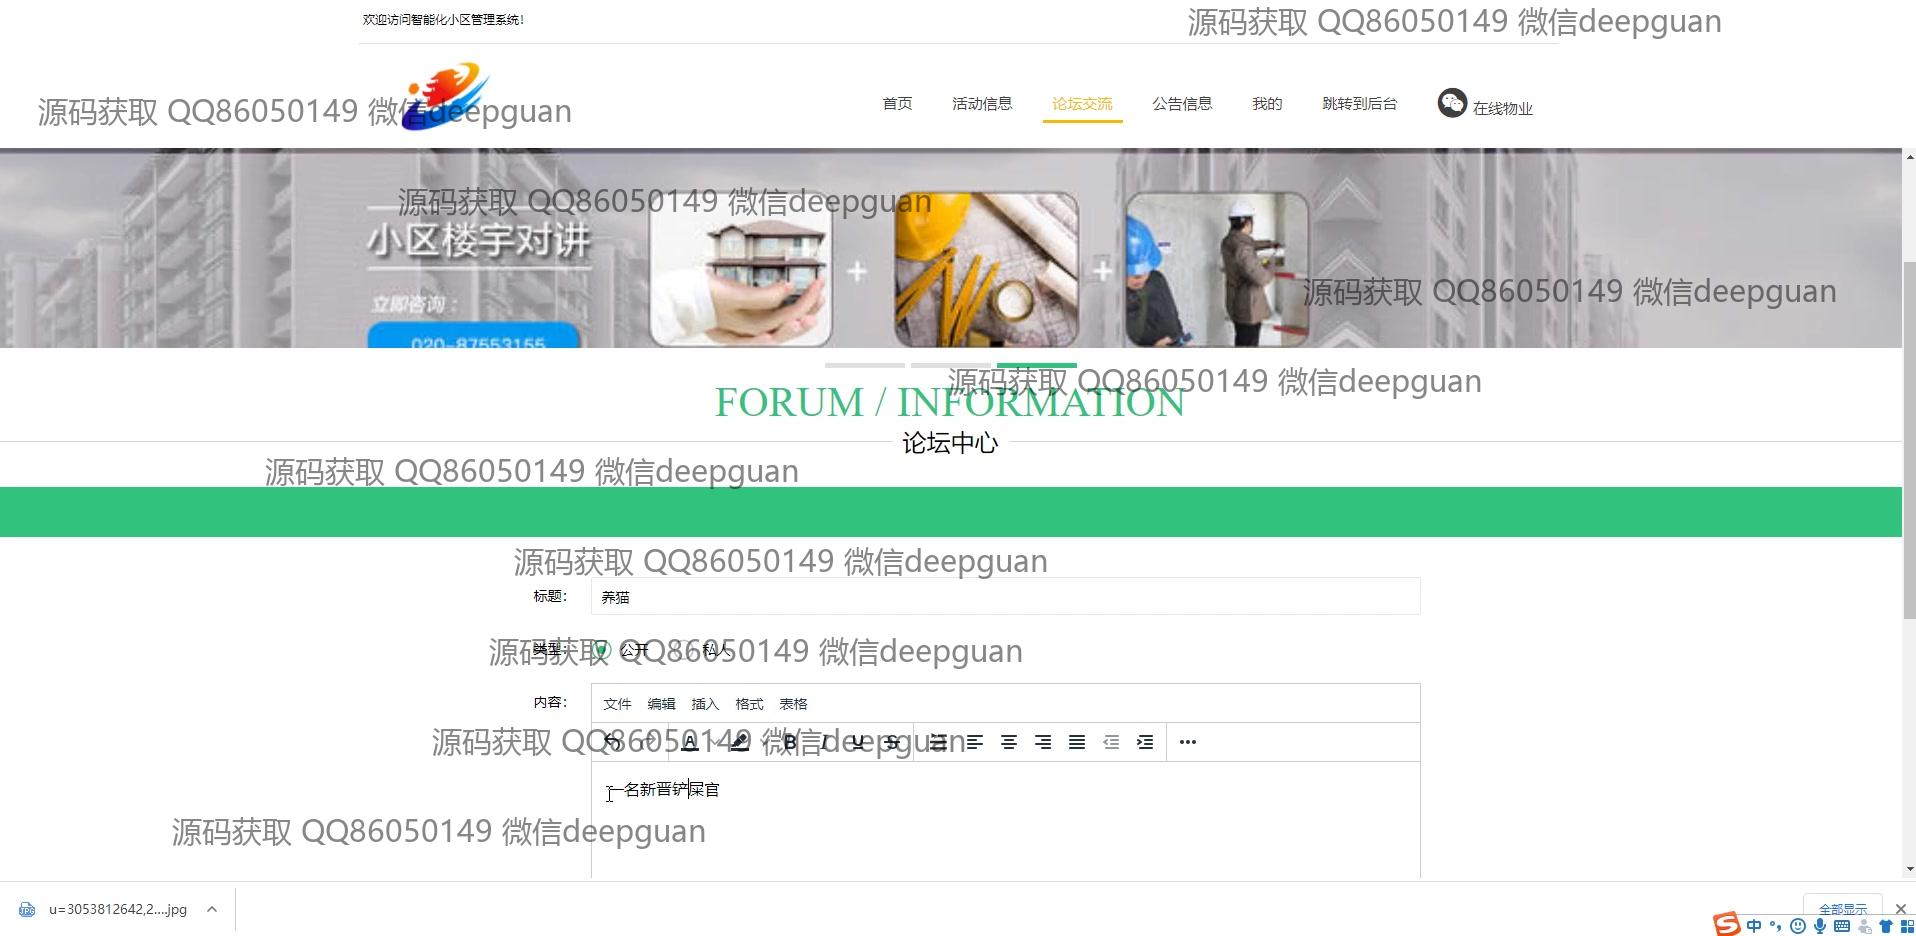 欢迎访问智能化小区管理系统!
源码获取 QQ86050149 微信deepguan
源码获取 QQ86050149 微信deepguan
首页 活动信息 论坛交流 公告信息 我的 跳转到后台 在线物业
源码获取 QQ86050149 微信deepguan
小区楼宇对讲
立即咨询：
020-87553155
源码获取 QQ86050149 微信deepguan
源码获取 QQ86050149 微信deepguan
FORUM / INFORMATION
论坛中心
源码获取 QQ86050149 微信deepguan
源码获取 QQ86050149 微信deepguan
标题： 养猫
源码获取 QQ86050149 微信deepguan
类型： 公开 私人
内容： 文件 编辑 插入 格式 表格
源码获取 QQ86050149 微信deepguan
一名新晋铲屎官
源码获取 QQ86050149 微信deepguan
u=3053812642,2....jpg
全部显示
中